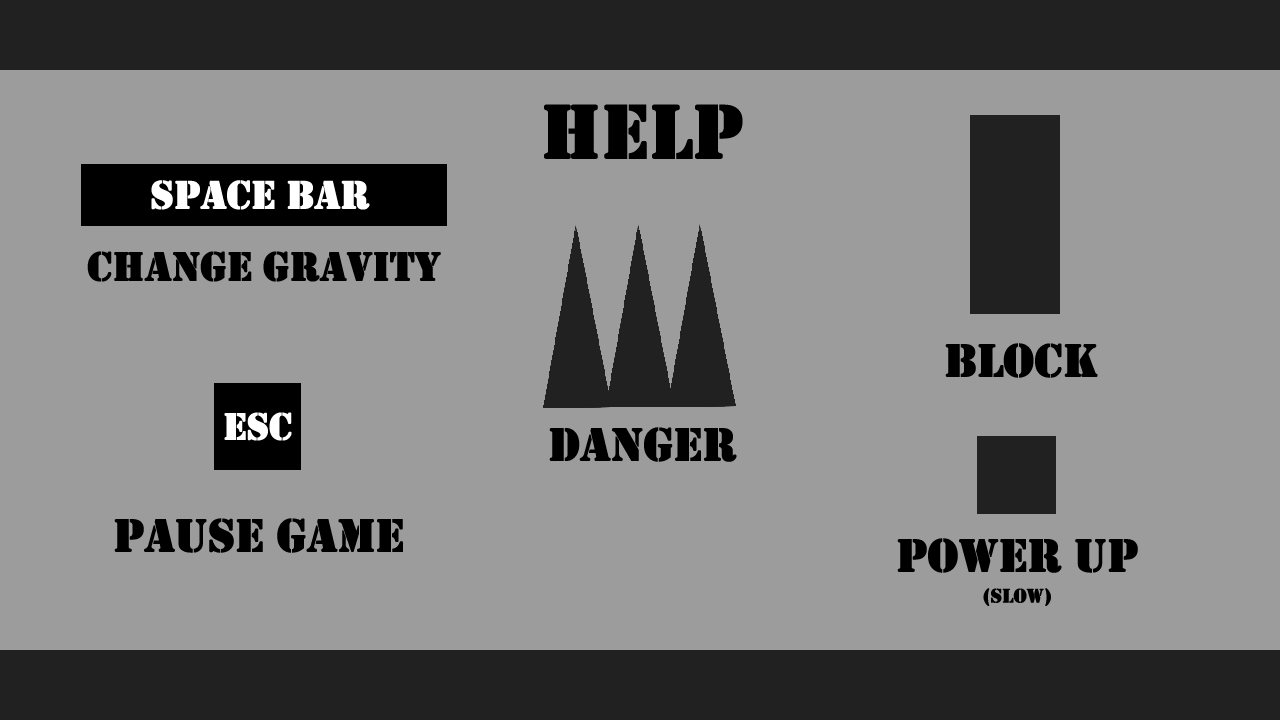 HELP
SPACE BAR
CHANGE GRAVITY
ESC
PAUSE GAME
DANGER
BLOCK
POWER UP
(SLOW)